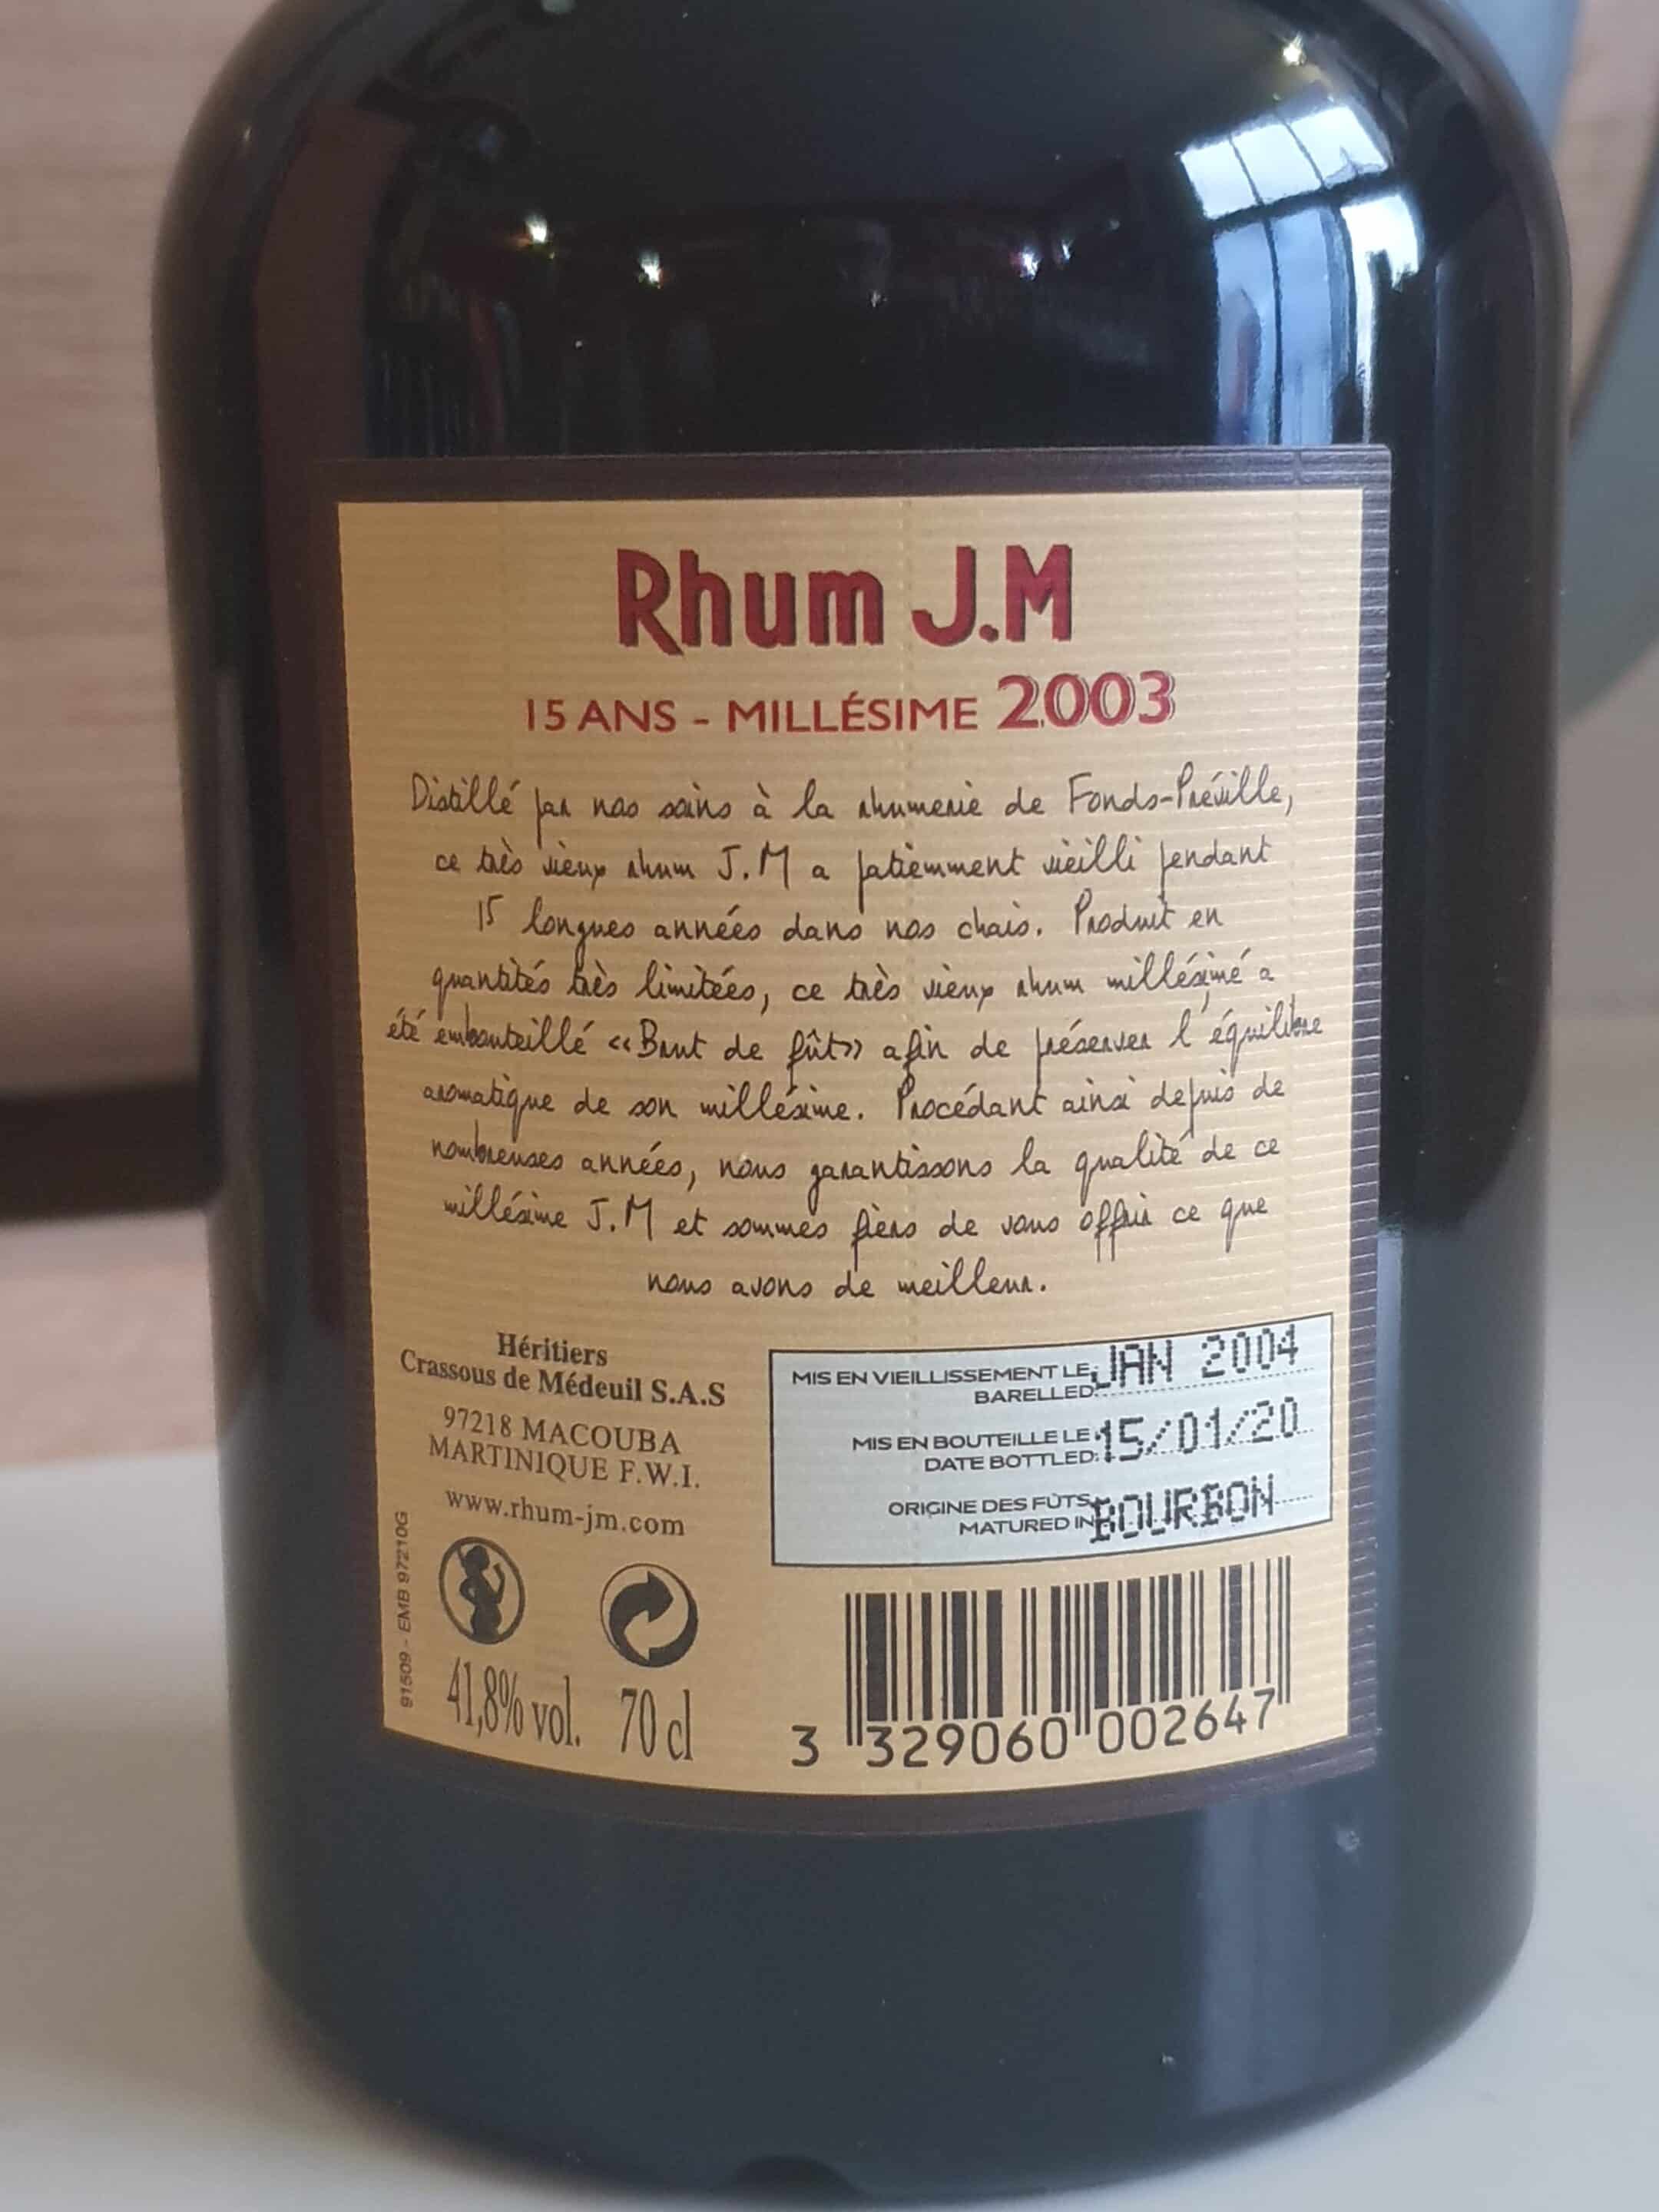 Rhum J.M
15 ANS - MILLÉSIME 2003
Distillé par nos soins à la rhumerie de Fonds-Préville,
ce très vieux rhum J.M a patiemment vieilli pendant
15 longues années dans nos chais. Produit en
quantités très limitées, ce très vieux rhum millésimé a
été embouteillé «Brut de fût» afin de préserver l'équilibre
aromatique de son millésime. Procédant ainsi depuis de
nombreuses années, nous garantissons la qualité de ce
millésime J.M et sommes fiers de vous offrir ce que
nous avons de meilleur.
Héritiers
Crassous de Médeuil S.A.S
97218 MACOUBA
MARTINIQUE F.W.I.
www.rhum-jm.com
91509 - EMB 97210G
41,8% vol. 70 cl
MIS EN VIEILLISSEMENT LE: JAN 2004
BARELLED:
MIS EN BOUTEILLE LE: 15/01/20
DATE BOTTLED:
ORIGINE DES FÛTS: BOURBON
MATURED IN:
3 329060 002647